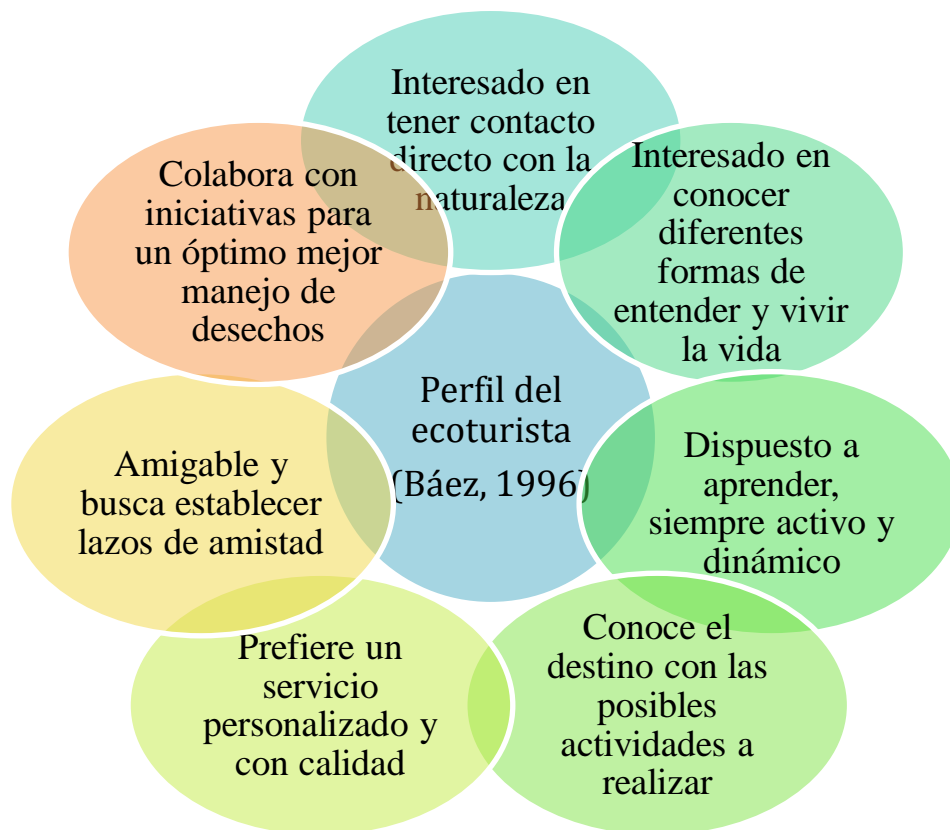 Interesado en
tener contacto
directo con la
naturaleza
Interesado en
conocer
diferentes
formas de
entender y vivir
la vida
Dispuesto a
aprender,
siempre activo y
dinámico
Conoce el
destino con las
posibles
actividades a
realizar
Prefiere un
servicio
personalizado y
con calidad
Amigable y
busca establecer
lazos de amistad
Colabora con
iniciativas para
un óptimo mejor
manejo de
desechos
Perfil del
ecoturista
(Báez, 1996)